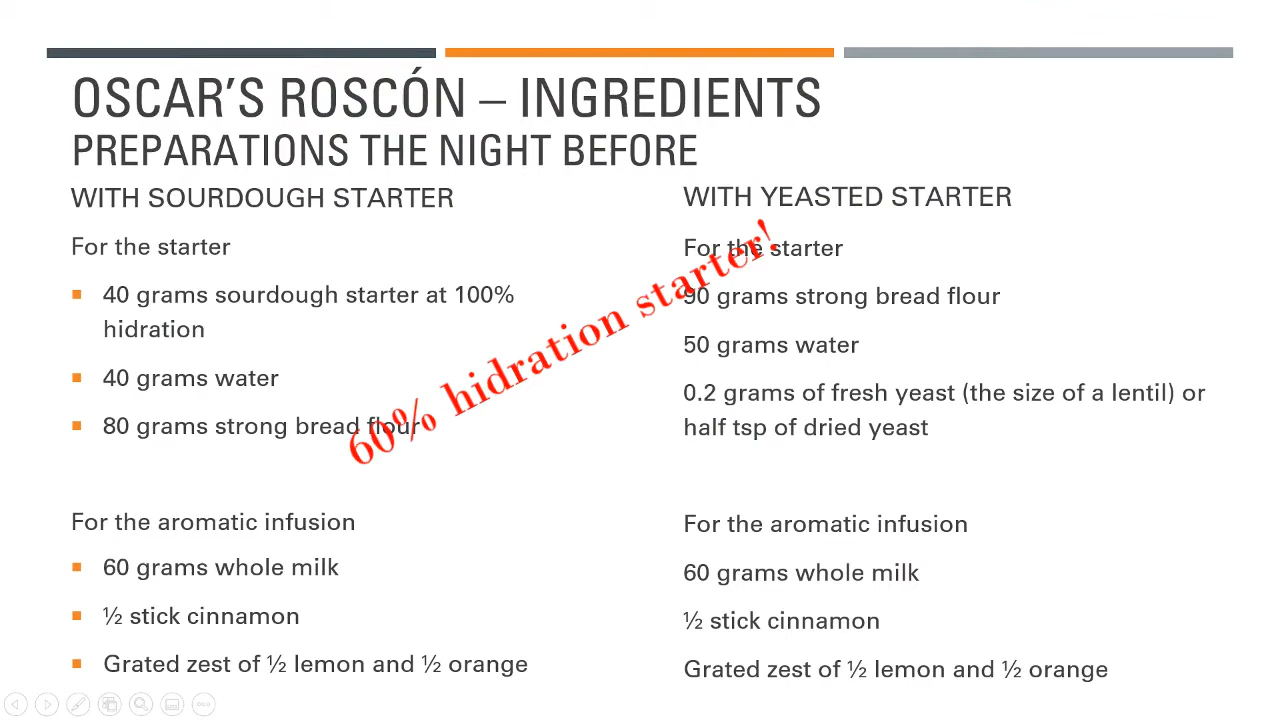 OSCAR’S ROSCÓN – INGREDIENTS
PREPARATIONS THE NIGHT BEFORE
WITH SOURDOUGH STARTER
For the starter
40 grams sourdough starter at 100%
hidration
40 grams water
80 grams strong bread flour
For the aromatic infusion
60 grams whole milk
½ stick cinnamon
Grated zest of ½ lemon and ½ orange
60% hidration starter!
WITH YEASTED STARTER
For the starter
90 grams strong bread flour
50 grams water
0.2 grams of fresh yeast (the size of a lentil) or
half tsp of dried yeast
For the aromatic infusion
60 grams whole milk
½ stick cinnamon
Grated zest of ½ lemon and ½ orange